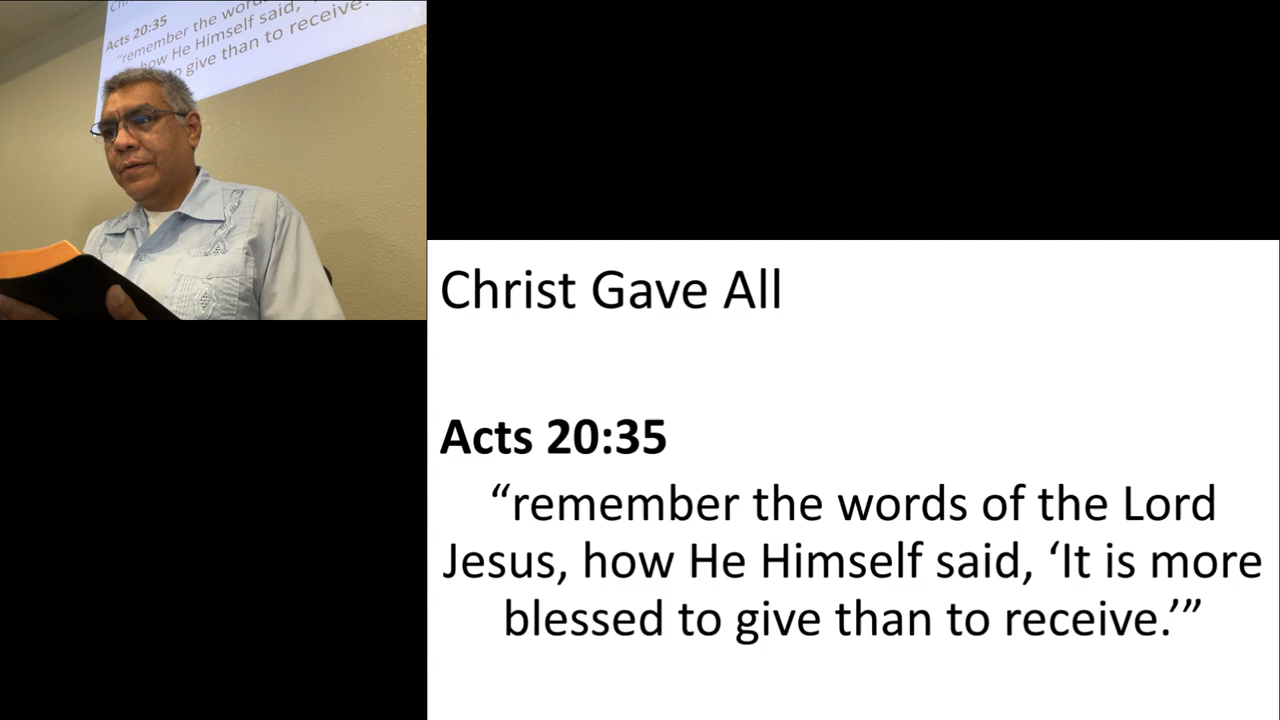 Ch
Acts 20:35
“remember the words
how He Himself said,
to give than to receive.
Christ Gave All
Acts 20:35
“remember the words of the Lord
Jesus, how He Himself said, ‘It is more
blessed to give than to receive.’”